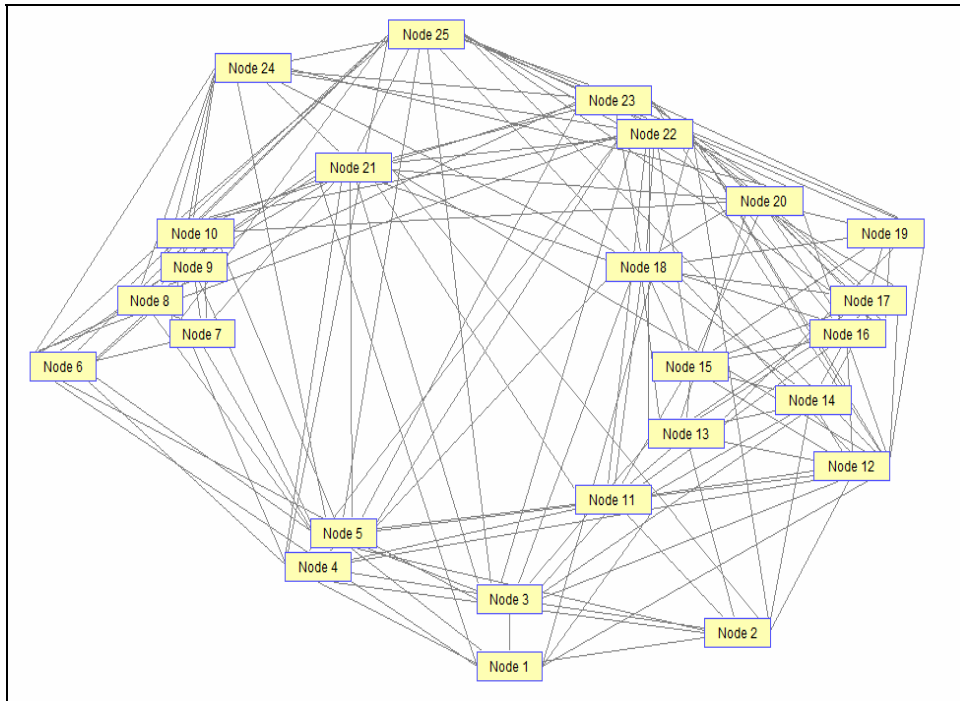 Node 25
Node 24
Node 23
Node 22
Node 21
Node 20
Node 10
Node 19
Node 9
Node 18
Node 8
Node 17
Node 7
Node 16
Node 6
Node 15
Node 14
Node 13
Node 12
Node 11
Node 5
Node 4
Node 3
Node 2
Node 1